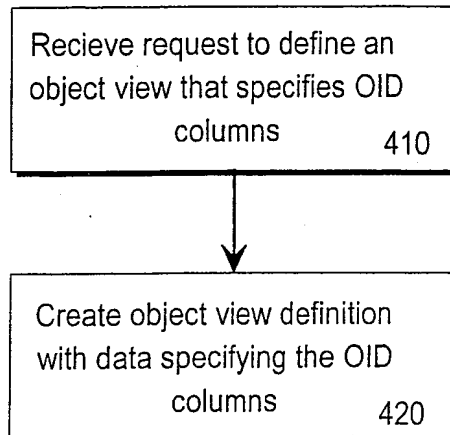 Recieve request to define an
object view that specifies OID
columns
410
Create object view definition
with data specifying the OID
columns
420